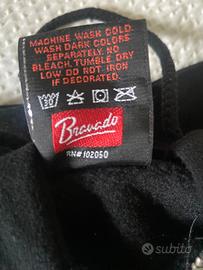 MACHINE WASH COLD.
WASH DARK COLORS
SEPARATELY. NO
BLEACH. TUMBLE DRY
LOW. DO NOT IRON
IF DECORATED.
30
Bravado
RN# 102050
subito